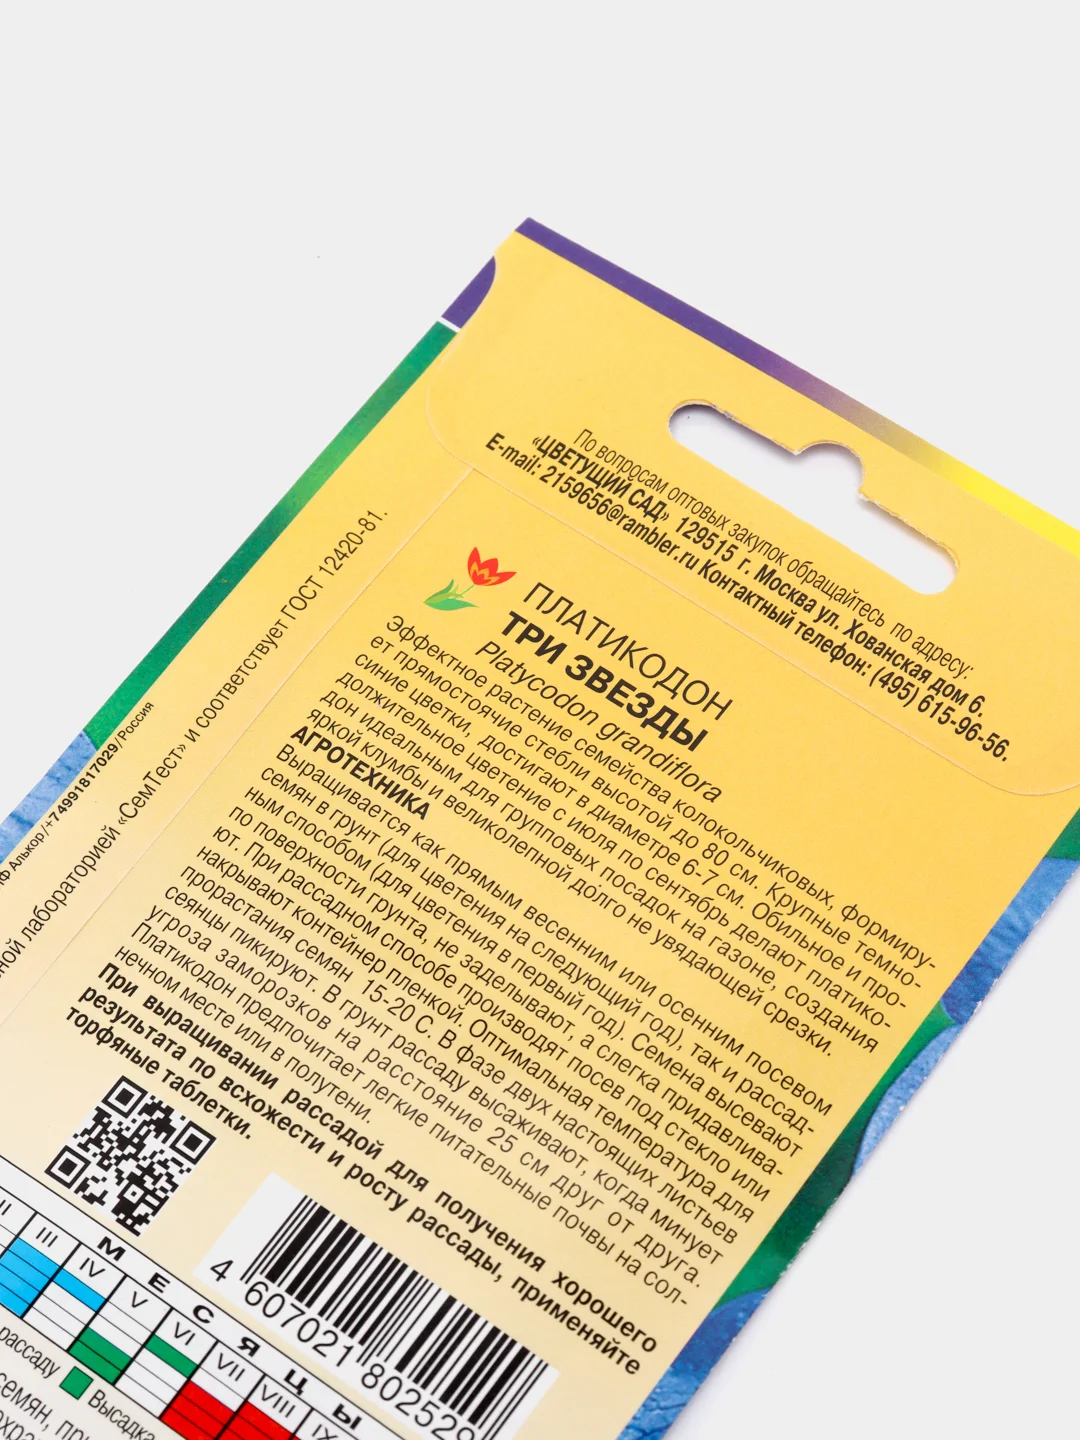 По вопросам оптовых закупок обращайтесь по адресу:
«ЦВЕТУЩИЙ САД» 129515 г. Москва ул. Хованская дом 6.
E-mail: 2159656@rambler.ru Контактный телефон: (495) 615-96-56.
ПЛАТИКОДОН
ТРИ ЗВЕЗДЫ
Platycodon grandiflora
Эффектное растение семейства колокольчиковых, формиру-
ет прямостоячие стебли высотой до 80 см. Крупные темно-
синие цветки, достигают в диаметре 6-7 см. Обильное и про-
должительное цветение с июля по сентябрь делают платико-
дон идеальным для групповых посадок на газоне, создания
яркой клумбы и великолепной долго не увядающей срезки.
АГРОТЕХНИКА
Выращивается как прямым весенним или осенним посевом
семян в грунт (для цветения на следующий год), так и рассад-
ным способом (для цветения в первый год). Семена высевают
по поверхности грунта, не заделывают, а слегка придавлива-
ют. При рассадном способе производят посев под стекло или
накрывают контейнер пленкой. Оптимальная температура для
прорастания семян 15-20 С. В фазе двух настоящих листьев
сеянцы пикируют. В грунт рассаду высаживают, когда минует
угроза заморозков на расстояние 25 см друг от друга.
Платикодон предпочитает легкие питательные почвы на сол-
нечном месте или в полутени.
При выращивании рассадой для получения хорошего
результата по всхожести и росту рассады, применяйте
торфяные таблетки.
4 607021 802529
МЕСЯЦЫ
II III IV V VI VII VIII IX
рассаду Высадка
семян, при
охра
ной лабораторией «СемТест» и соответствует ГОСТ 12420-81.
Ф Алькор/+74991817029/Россия